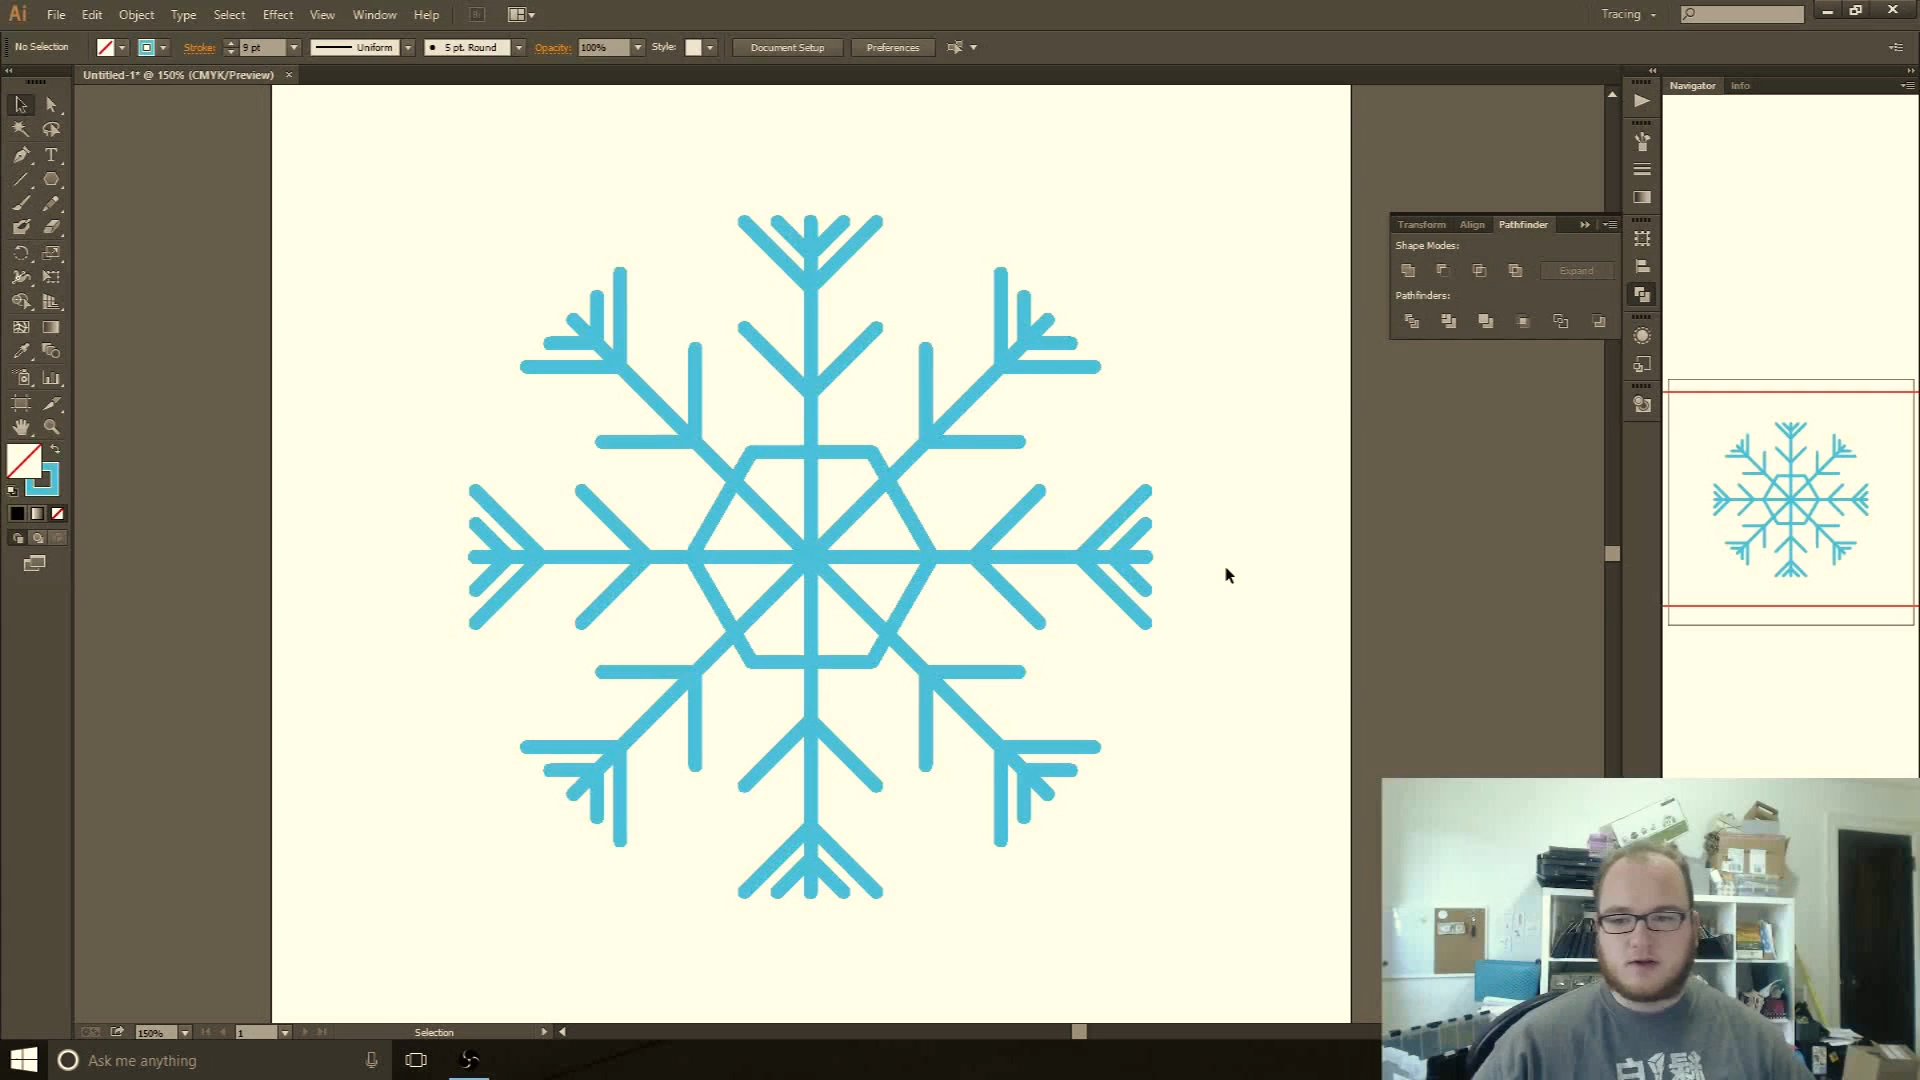 Ai File Edit Object Type Select Effect View Window Help Br Tracing
No Selection Stroke: 9 pt Uniform 5 pt. Round Opacity: 100% Style: Document Setup Preferences
Untitled-1* @ 150% (CMYK/Preview) ×
Navigator Info
Transform Align Pathfinder
Shape Modes:
Expand
Pathfinders:
150% 1 Selection
Ask me anything